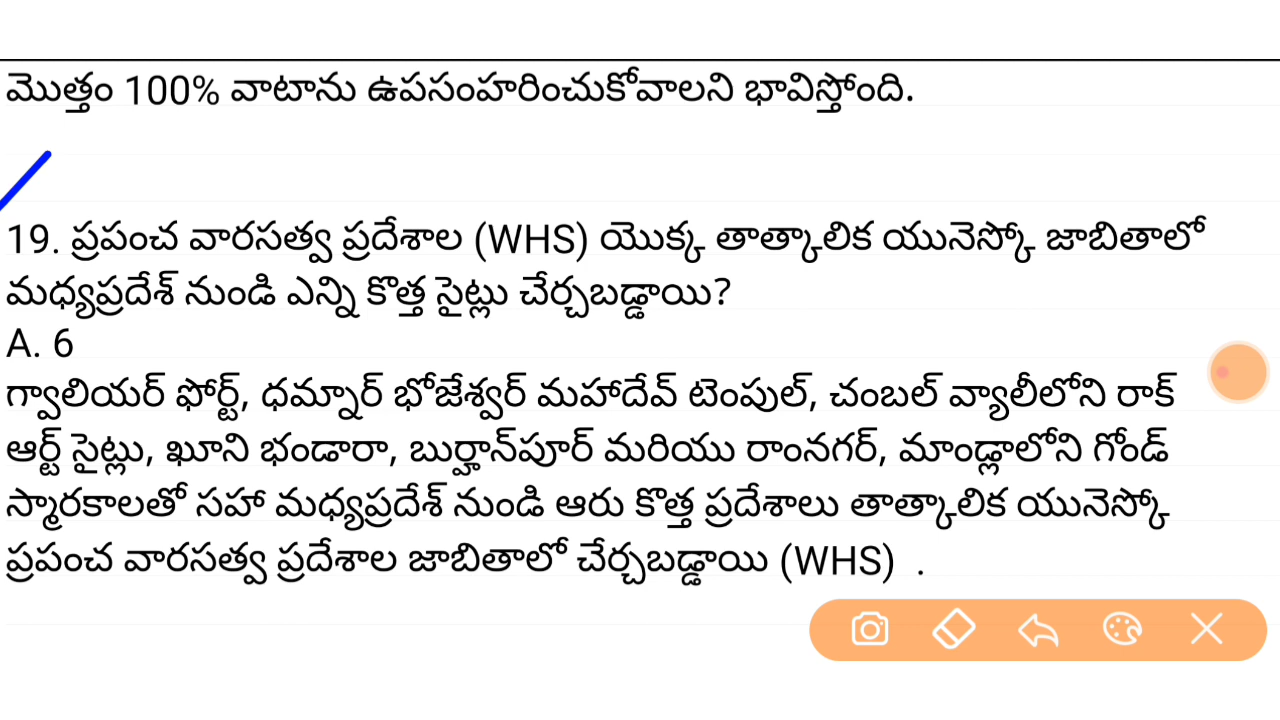 మొత్తం 100% వాటాను ఉపసంహరించుకోవాలని భావిస్తోంది.
19. ప్రపంచ వారసత్వ ప్రదేశాల (WHS) యొక్క తాత్కాలిక యునెస్కో జాబితాలో
మధ్యప్రదేశ్ నుండి ఎన్ని కొత్త సైట్లు చేర్చబడ్డాయి?
A. 6
గ్వాలియర్ ఫోర్ట్, ధమ్నార్ భోజేశ్వర్ మహాదేవ్ టెంపుల్, చంబల్ వ్యాలీలోని రాక్
ఆర్ట్ సైట్లు, ఖూని భండారా, బుర్హాన్‌పూర్ మరియు రాంనగర్, మాండ్లాలోని గోండ్
స్మారకాలతో సహా మధ్యప్రదేశ్ నుండి ఆరు కొత్త ప్రదేశాలు తాత్కాలిక యునెస్కో
ప్రపంచ వారసత్వ ప్రదేశాల జాబితాలో చేర్చబడ్డాయి (WHS) .